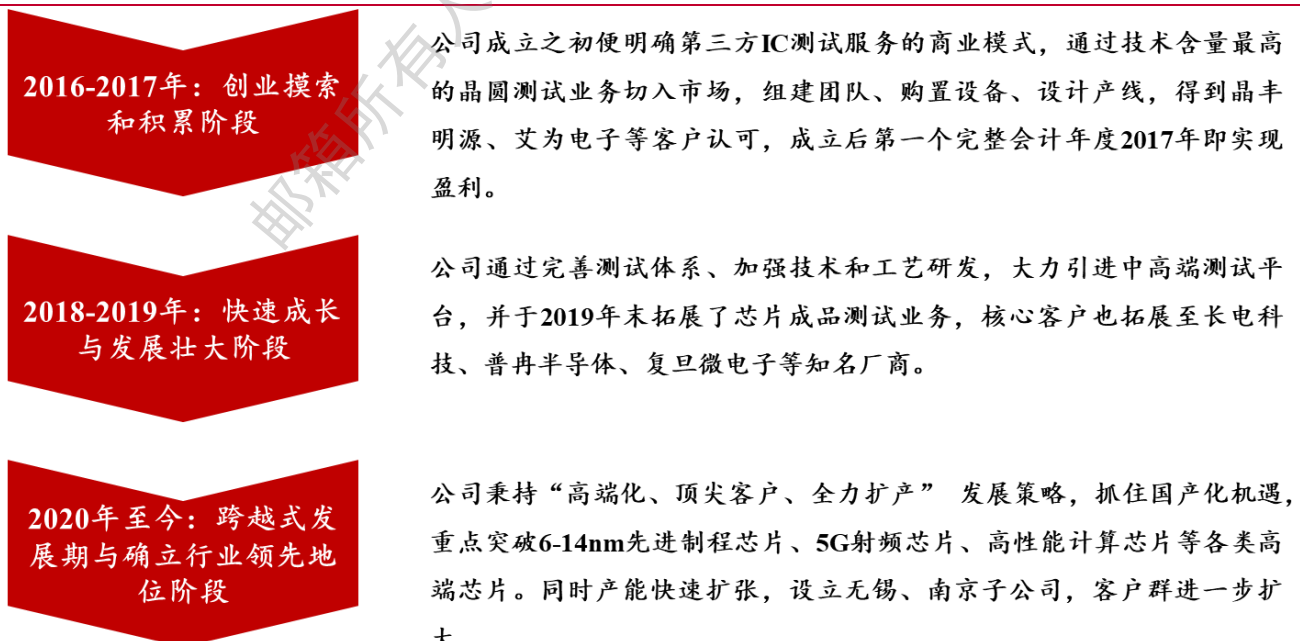 2016-2017年：创业摸索
和积累阶段
公司成立之初便明确第三方IC测试服务的商业模式，通过技术含量最高
的晶圆测试业务切入市场，组建团队、购置设备、设计产线，得到晶丰
明源、艾为电子等客户认可，成立后第一个完整会计年度2017年即实现
盈利。
邮箱所有人
2018-2019年：快速成长
与发展壮大阶段
公司通过完善测试体系、加强技术和工艺研发，大力引进中高端测试平
台，并于2019年末拓展了芯片成品测试业务，核心客户也拓展至长电科
技、普冉半导体、复旦微电子等知名厂商。
2020年至今：跨越式发
展期与确立行业领先地
位阶段
公司秉持“高端化、顶尖客户、全力扩产” 发展策略，抓住国产化机遇，
重点突破6-14nm先进制程芯片、5G射频芯片、高性能计算芯片等各类高
端芯片。同时产能快速扩张，设立无锡、南京子公司，客户群进一步扩